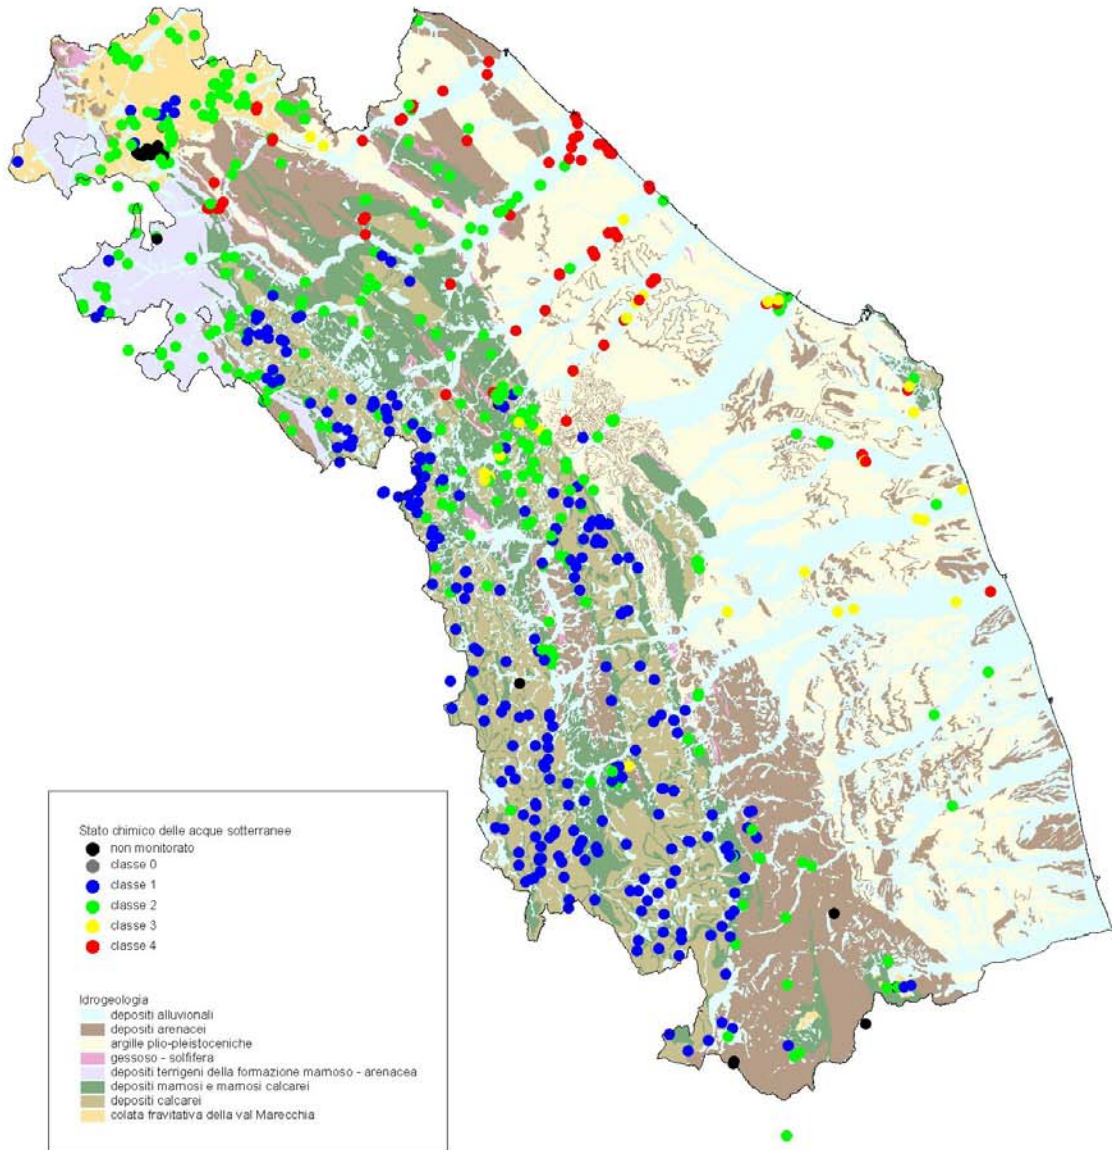 Stato chimico delle acque sotterranee
non monitorato
classe 0
classe 1
classe 2
classe 3
classe 4
Idrogeologia
depositi alluvionali
depositi arenacei
argille plio-pleistoceniche
gessoso - solfifera
depositi terrigeni della formazione marnoso - arenacea
depositi marnosi e marnosi calcarei
depositi calcarei
colata fravitativa della val Marecchia